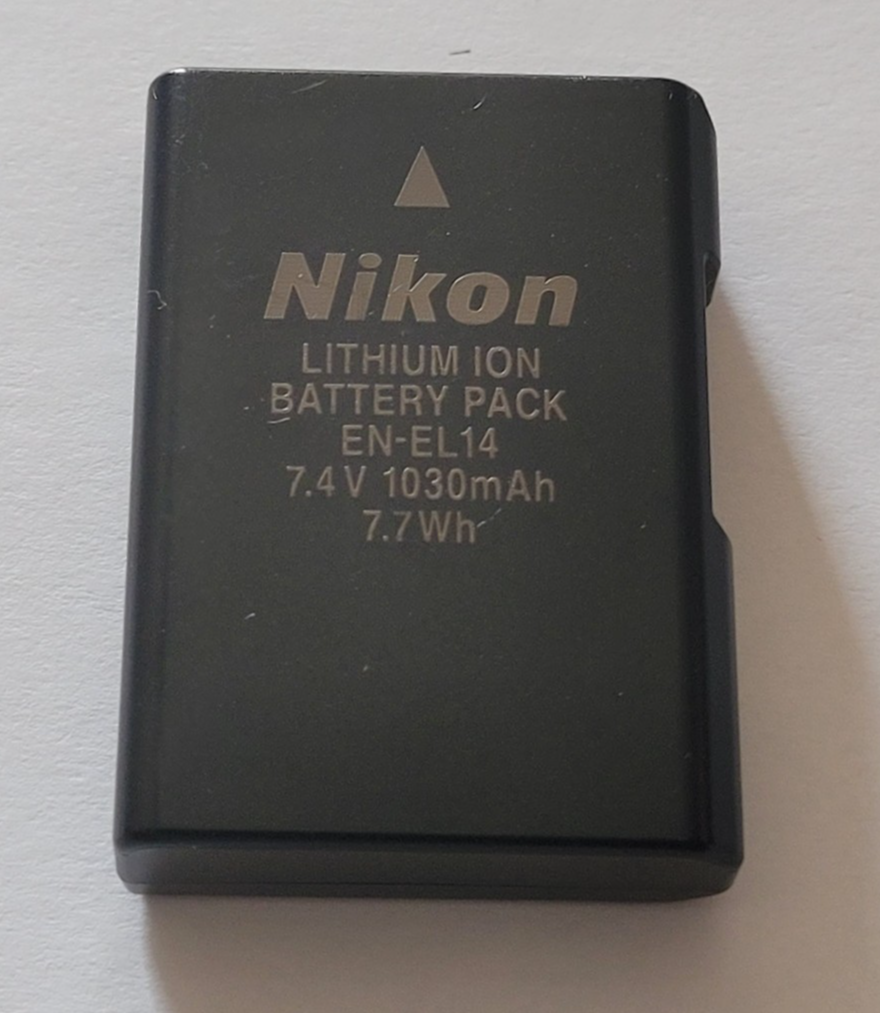 Nikon
LITHIUM ION
BATTERY PACK
EN-EL14
7.4V 1030mAh
7.7Wh